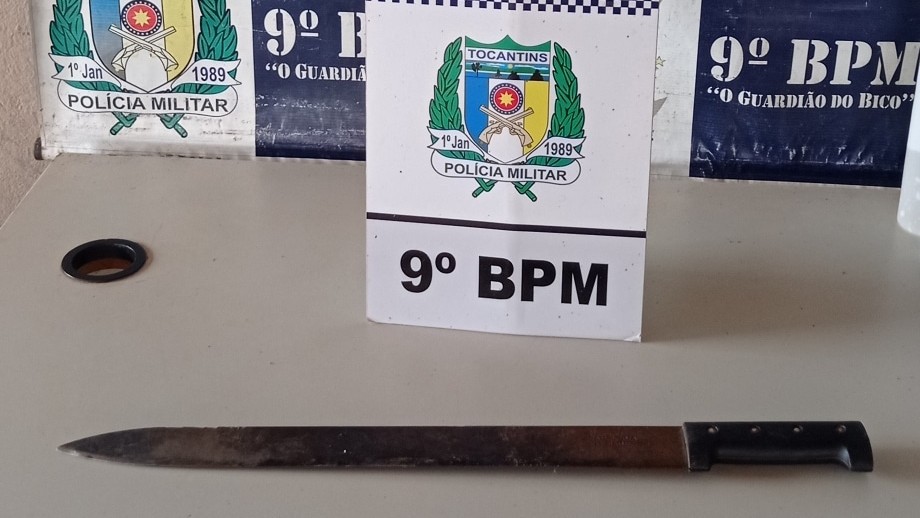 1º Jan 1989
POLÍCIA MILITAR
9º B
"O GUARDIÃ
TOCANTINS
1º Jan 1989
POLÍCIA MILITAR
9º BPM
9º BPM
"O GUARDIÃO DO BICO"